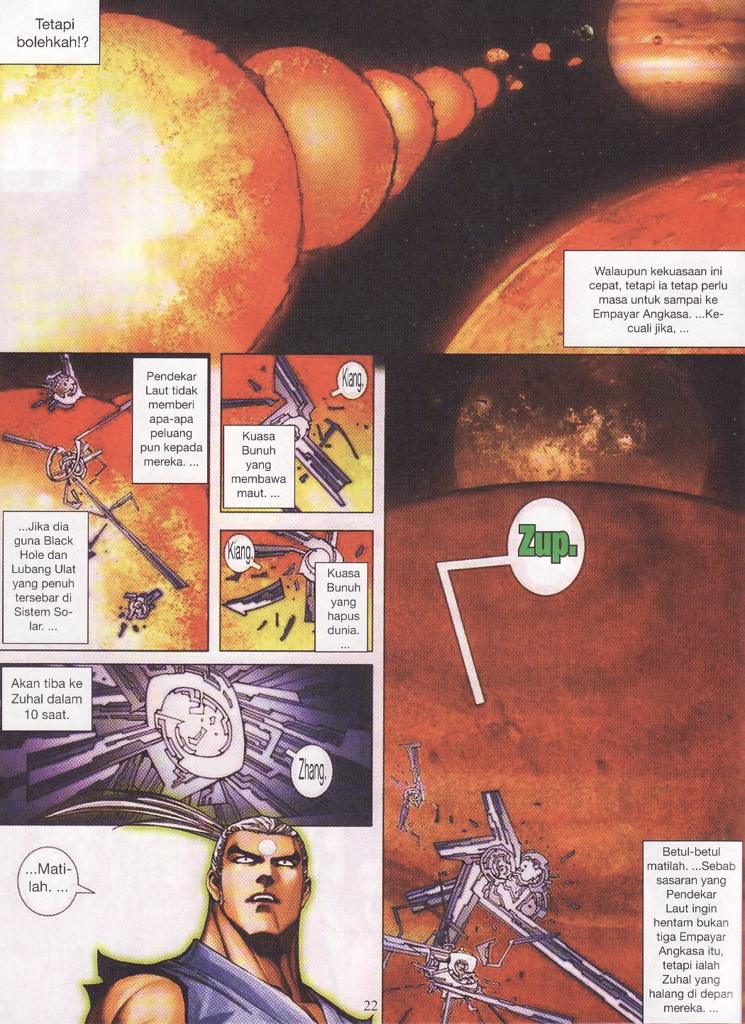 Tetapi
bolehkah!?
Walaupun kekuasaan ini
cepat, tetapi ia tetap perlu
masa untuk sampai ke
Empayar Angkasa. ...Ke-
cuali jika, ...
Pendekar
Laut tidak
memberi
apa-apa
peluang
pun kepada
mereka. ...
...Jika dia
guna Black
Hole dan
Lubang Ulat
yang penuh
tersebar di
Sistem So-
lar. ...
Kiang.
Kuasa
Bunuh
yang
membawa
maut. ...
Kiang.
Kuasa
Bunuh
yang
hapus
dunia.
...
Akan tiba ke
Zuhal dalam
10 saat.
Zhang.
...Mati-
lah. ...
Zup.
Betul-betul
matilah. ...Sebab
sasaran yang
Pendekar
Laut ingin
hentam bukan
tiga Empayar
Angkasa itu,
tetapi ialah
Zuhal yang
halang di depan
mereka. ...
22